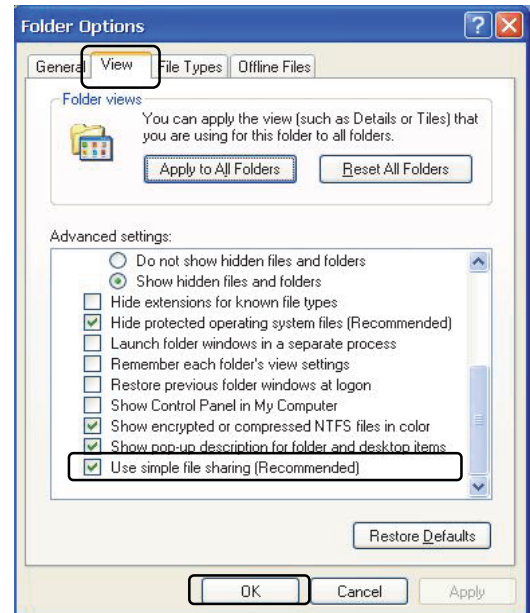 Folder Options
General View File Types Offline Files
Folder views
You can apply the view (such as Details or Tiles) that
you are using for this folder to all folders.
Apply to All Folders Reset All Folders
Advanced settings:
Do not show hidden files and folders
Show hidden files and folders
Hide extensions for known file types
Hide protected operating system files (Recommended)
Launch folder windows in a separate process
Remember each folder's view settings
Restore previous folder windows at logon
Show Control Panel in My Computer
Show encrypted or compressed NTFS files in color
Show pop-up description for folder and desktop items
Use simple file sharing (Recommended)
Restore Defaults
OK Cancel Apply